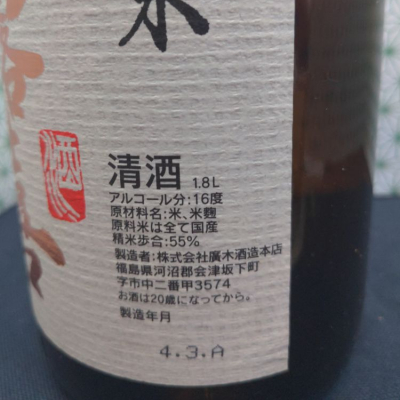 清酒 1.8L
アルコール分:16度
原材料名:米、米麹
原料米は全て国産
精米歩合:55%
製造者:株式会社廣木酒造本店
福島県河沼郡会津坂下町
字市中二番甲3574
お酒は20歳になってから。
製造年月
4.3.A